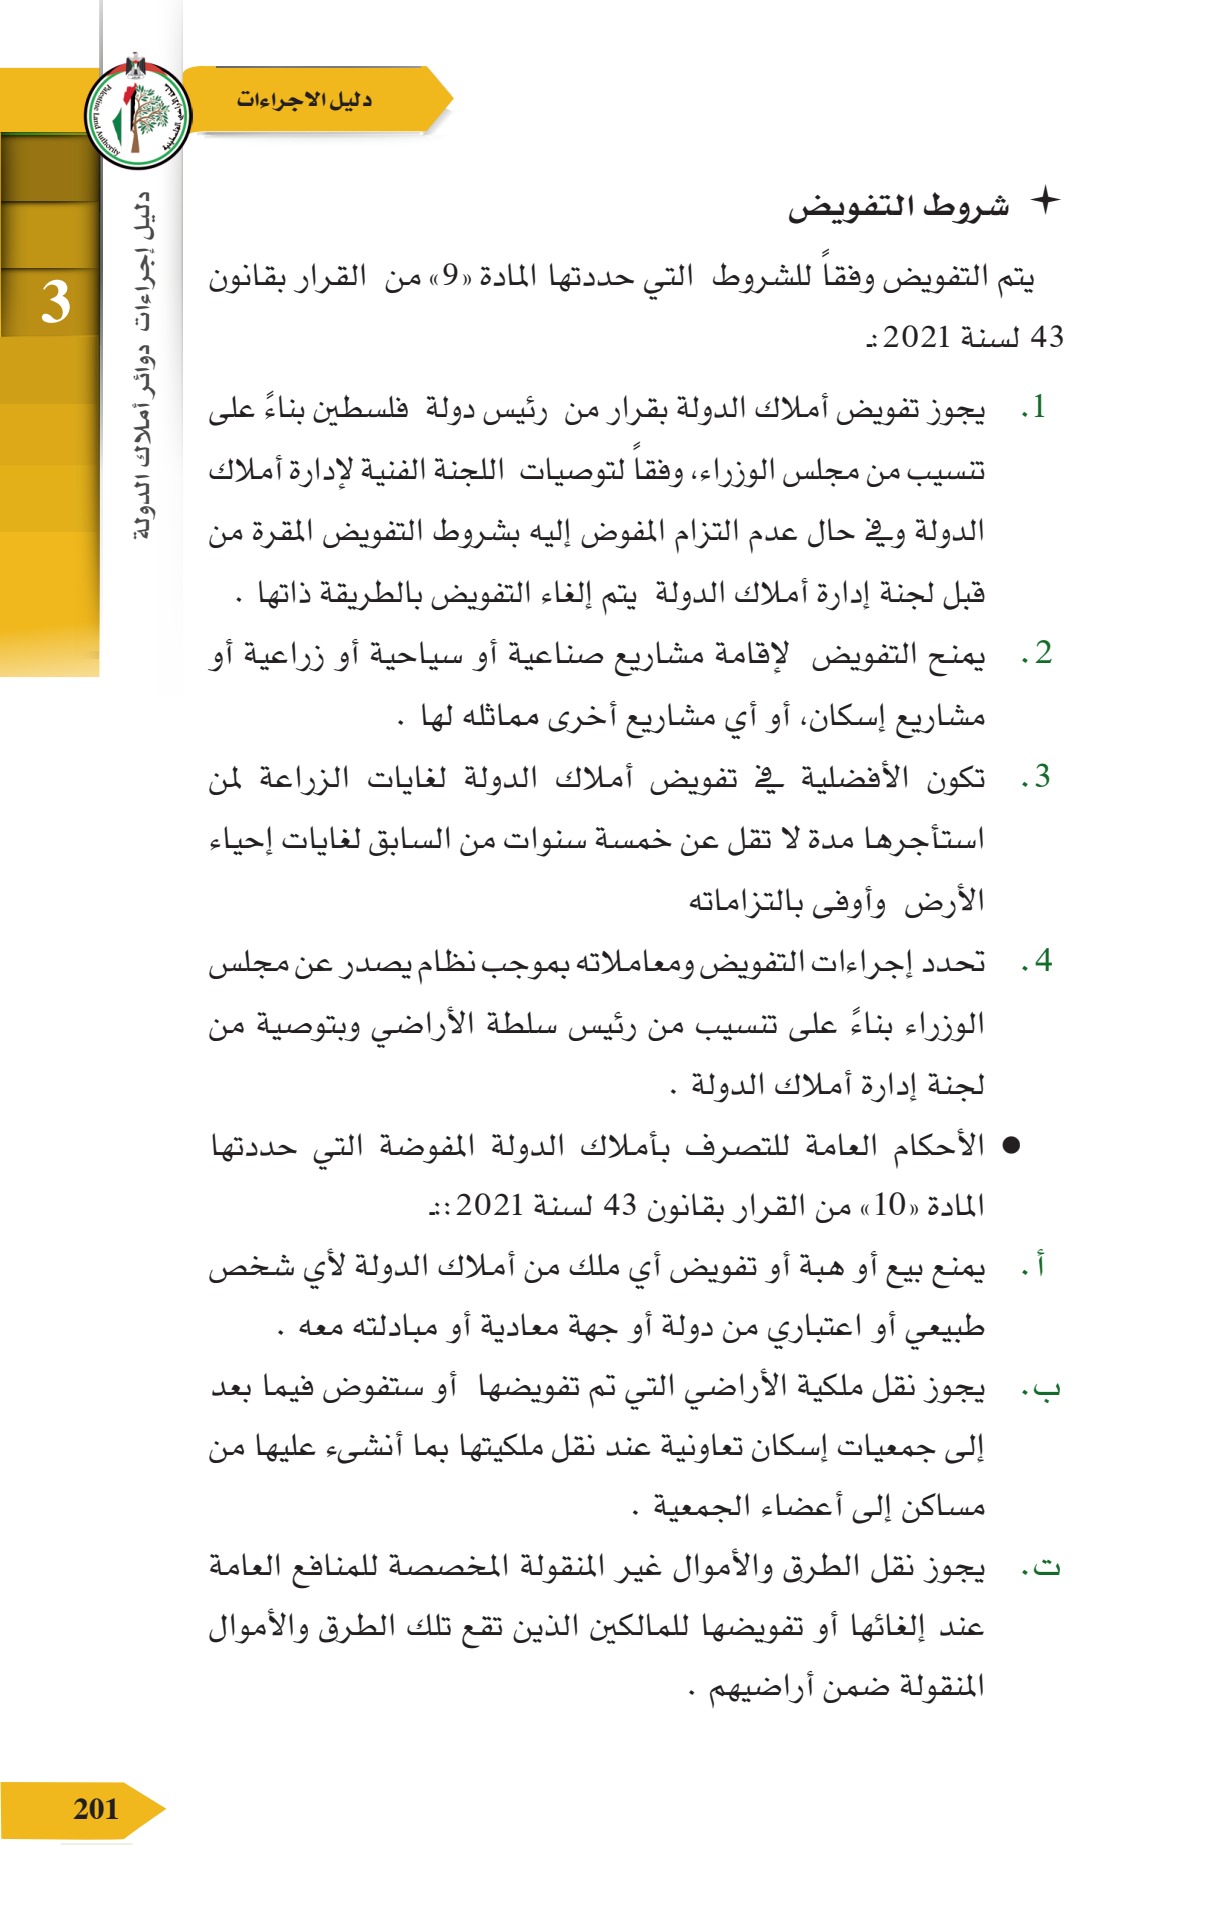 دليل الاجراءات
Palestine Land Authority
دليل إجراءات دوائر أملاك الدولة
3
شروط التفويض
يتم التفويض وفقاً للشروط التي حددتها المادة «9» من القرار بقانون
43 لسنة 2021:ـ
1. يجوز تفويض أملاك الدولة بقرار من رئيس دولة فلسطين بناءً على
تنسيب من مجلس الوزراء، وفقاً لتوصيات اللجنة الفنية لإدارة أملاك
الدولة وفي حال عدم التزام المفوض إليه بشروط التفويض المقرة من
قبل لجنة إدارة أملاك الدولة يتم إلغاء التفويض بالطريقة ذاتها .
2. يمنح التفويض لإقامة مشاريع صناعية أو سياحية أو زراعية أو
مشاريع إسكان، أو أي مشاريع أخرى مماثله لها .
3. تكون الأفضلية في تفويض أملاك الدولة لغايات الزراعة لمن
استأجرها مدة لا تقل عن خمسة سنوات من السابق لغايات إحياء
الأرض وأوفى بالتزاماته
4. تحدد إجراءات التفويض ومعاملاته بموجب نظام يصدر عن مجلس
الوزراء بناءً على تنسيب من رئيس سلطة الأراضي وبتوصية من
لجنة إدارة أملاك الدولة .
● الأحكام العامة للتصرف بأملاك الدولة المفوضة التي حددتها
المادة «10» من القرار بقانون 43 لسنة 2021::ـ
أ. يمنع بيع أو هبة أو تفويض أي ملك من أملاك الدولة لأي شخص
طبيعي أو اعتباري من دولة أو جهة معادية أو مبادلته معه .
ب. يجوز نقل ملكية الأراضي التي تم تفويضها أو ستفوض فيما بعد
إلى جمعيات إسكان تعاونية عند نقل ملكيتها بما أنشىء عليها من
مساكن إلى أعضاء الجمعية .
ت. يجوز نقل الطرق والأموال غير المنقولة المخصصة للمنافع العامة
عند إلغائها أو تفويضها للمالكين الذين تقع تلك الطرق والأموال
المنقولة ضمن أراضيهم .
201